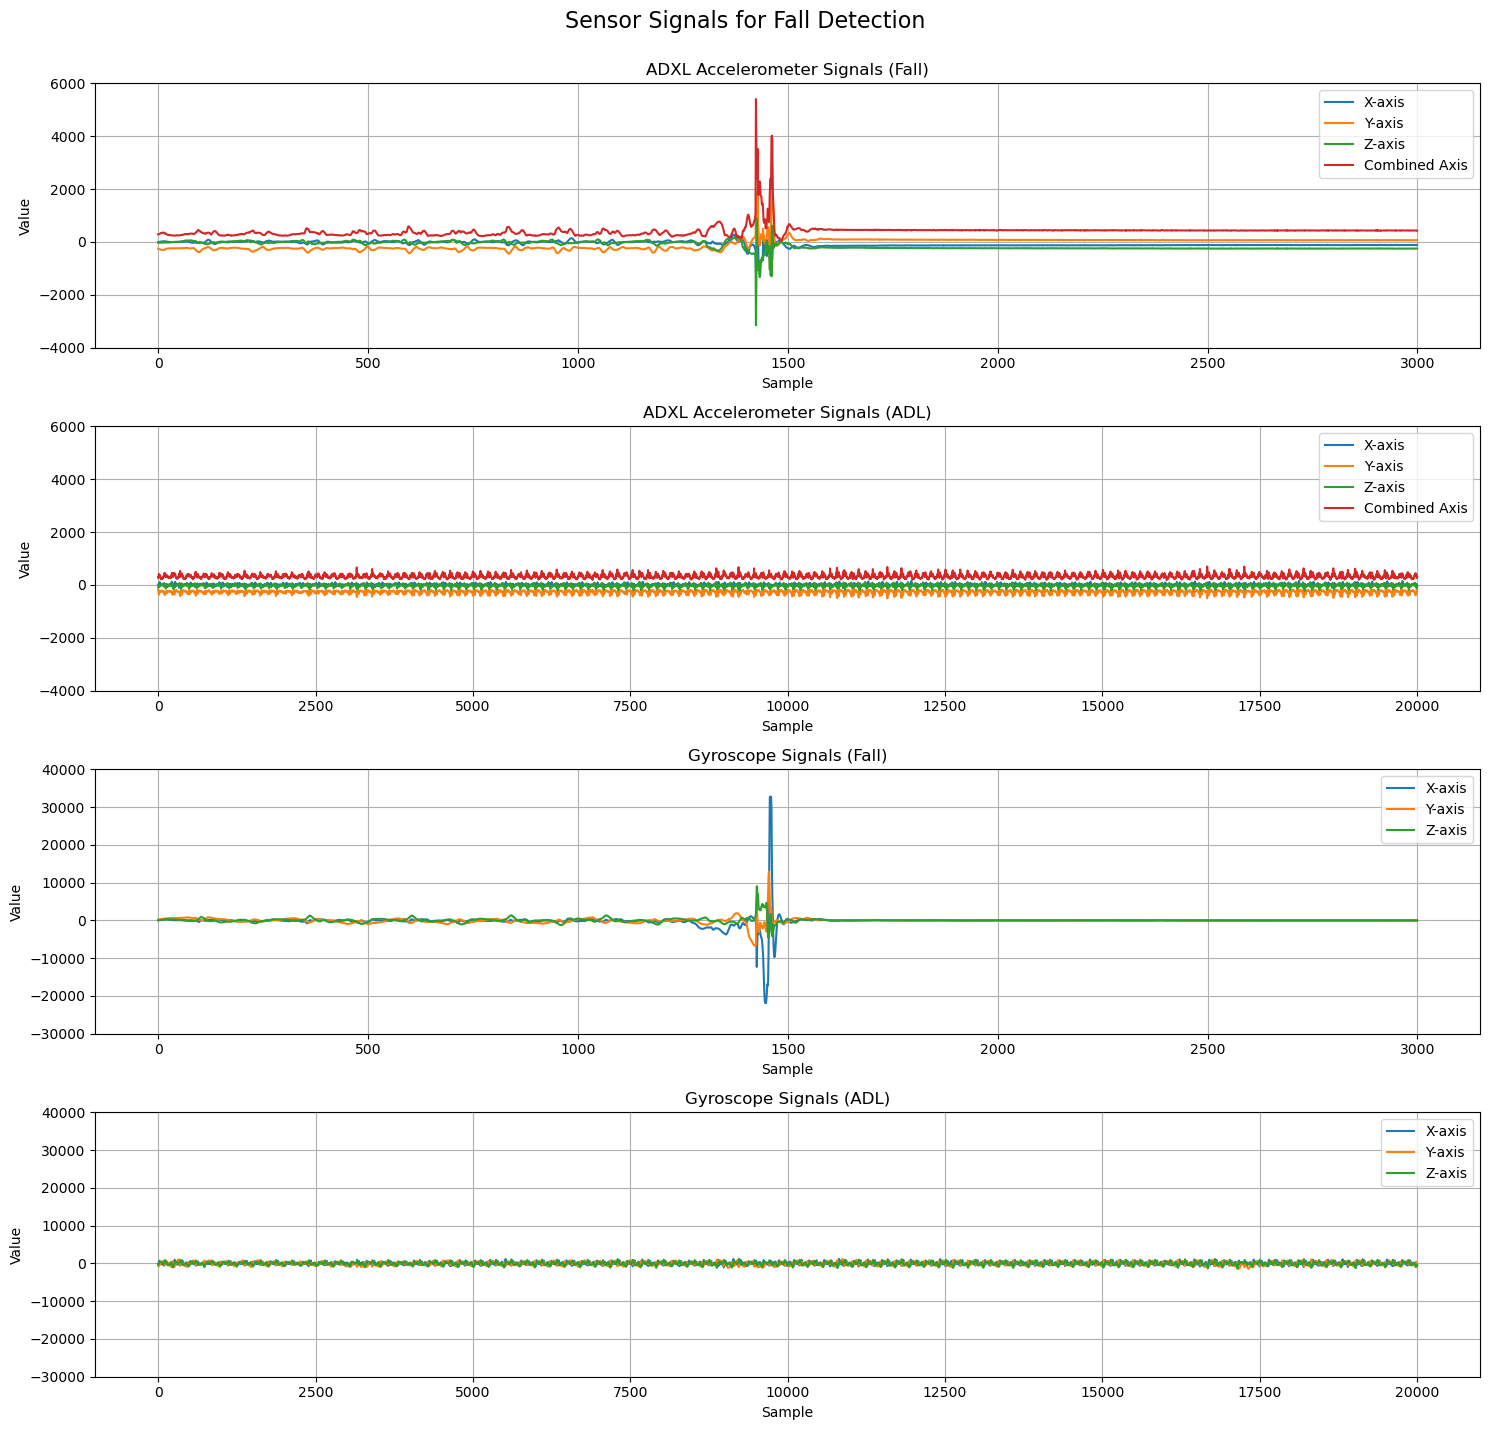 Sensor Signals for Fall Detection
ADXL Accelerometer Signals (Fall)
6000
4000
2000
0
−2000
−4000
Value
X-axis
Y-axis
Z-axis
Combined Axis
0 500 1000 1500 2000 2500 3000
Sample
ADXL Accelerometer Signals (ADL)
6000
4000
2000
0
−2000
−4000
Value
X-axis
Y-axis
Z-axis
Combined Axis
0 2500 5000 7500 10000 12500 15000 17500 20000
Sample
Gyroscope Signals (Fall)
40000
30000
20000
10000
0
−10000
−20000
−30000
Value
X-axis
Y-axis
Z-axis
0 500 1000 1500 2000 2500 3000
Sample
Gyroscope Signals (ADL)
40000
30000
20000
10000
0
−10000
−20000
−30000
Value
X-axis
Y-axis
Z-axis
0 2500 5000 7500 10000 12500 15000 17500 20000
Sample